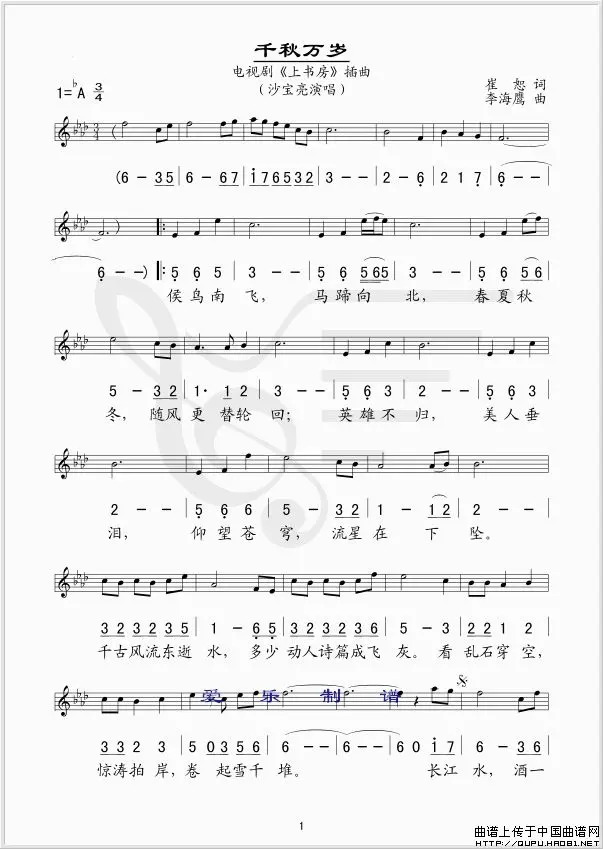 千秋万岁
电视剧《上书房》插曲
（沙宝亮演唱）
1=♭A 3/4
崔 恕 词
李海鹰 曲
(6 - 35 | 6 - 67 | 176532 | 3 - - | 2 - 6 | 2 1 7 | 6 - - |
6 - -) |: 5 6 5 | 3 - - | 5 6 565 | 3 - - | 5 6 56 |
侯鸟南飞，马蹄向北，春夏秋
5 - 32 | 1· 12 | 3 - - | 5 6 3 | 2 - - | 5 6 3 |
冬，随风更替轮回；英雄不归，美人垂
2 - - | 5 6 5 | 3 - - | 3 2 5 | 1 - 12 | 2 - - |
泪，仰望苍穹，流星在下坠。
323235 | 323235 | 1 - 65 | 323235 | 5 - 3 | 2212 |
千古风流东逝水，多少动人诗篇成飞灰。看乱石穿空，
332 3 | 50356 | 6 - - | 6 - - | 60 17 | 6 - 36 |
惊涛拍岸，卷起雪千堆。长江水，酒一
爱乐制谱
1
曲谱上传于中国曲谱网
HTTP://QUPU.HAO81.NET